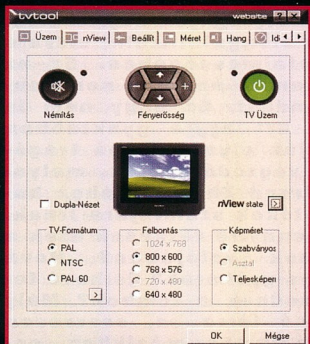 tvtool website ? X
Üzem nView Beállít Méret Hang Idő
Némítás Fényerősség TV Üzem
Dupla-Nézet nView state
TV-Formátum Felbontás Képméret
PAL 1024 x 768 Szabványos
NTSC 800 x 600 Asztal
PAL 60 768 x 576 Teljesképen
720 x 480
640 x 480
OK Mégse